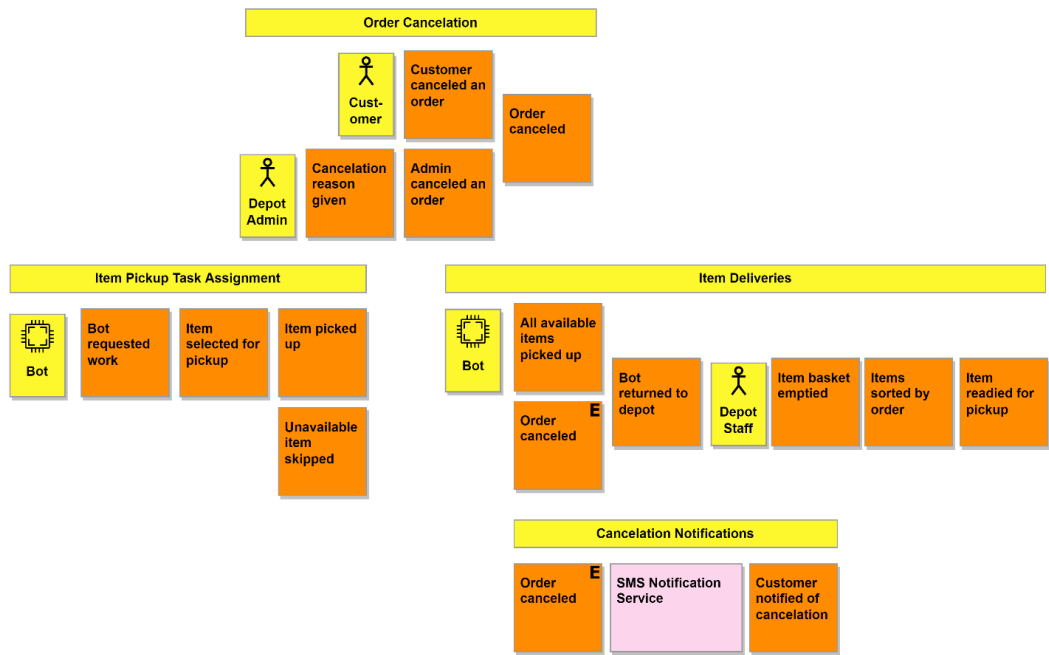 Order Cancelation
Cust-
omer
Customer
canceled an
order
Order
canceled
Depot
Admin
Cancelation
reason
given
Admin
canceled an
order
Item Pickup Task Assignment
Bot
Bot
requested
work
Item
selected for
pickup
Item picked
up
Unavailable
item
skipped
Item Deliveries
Bot
All available
items
picked up
E
Order
canceled
Bot
returned to
depot
Depot
Staff
Item basket
emptied
Items
sorted by
order
Item
readied for
pickup
Cancelation Notifications
E
Order
canceled
SMS Notification
Service
Customer
notified of
cancelation